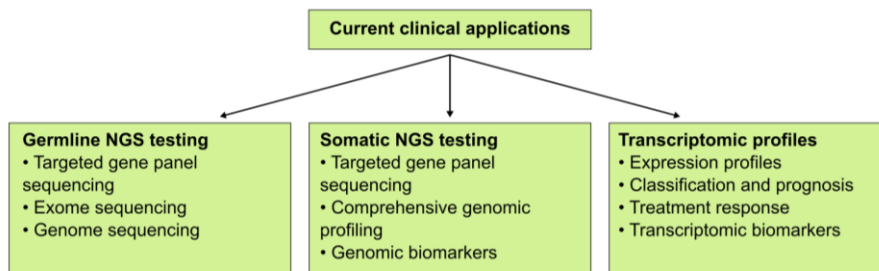 Current clinical applications
Germline NGS testing
• Targeted gene panel
sequencing
• Exome sequencing
• Genome sequencing
Somatic NGS testing
• Targeted gene panel
sequencing
• Comprehensive genomic
profiling
• Genomic biomarkers
Transcriptomic profiles
• Expression profiles
• Classification and prognosis
• Treatment response
• Transcriptomic biomarkers